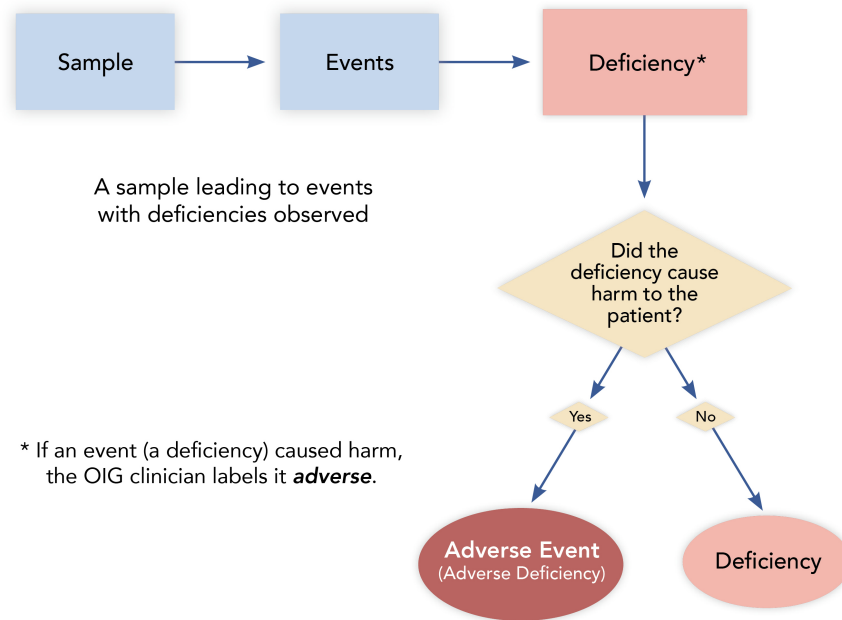 Sample
Events
Deficiency*
A sample leading to events
with deficiencies observed
Did the
deficiency cause
harm to the
patient?
Yes
No
* If an event (a deficiency) caused harm,
the OIG clinician labels it adverse.
Adverse Event
(Adverse Deficiency)
Deficiency